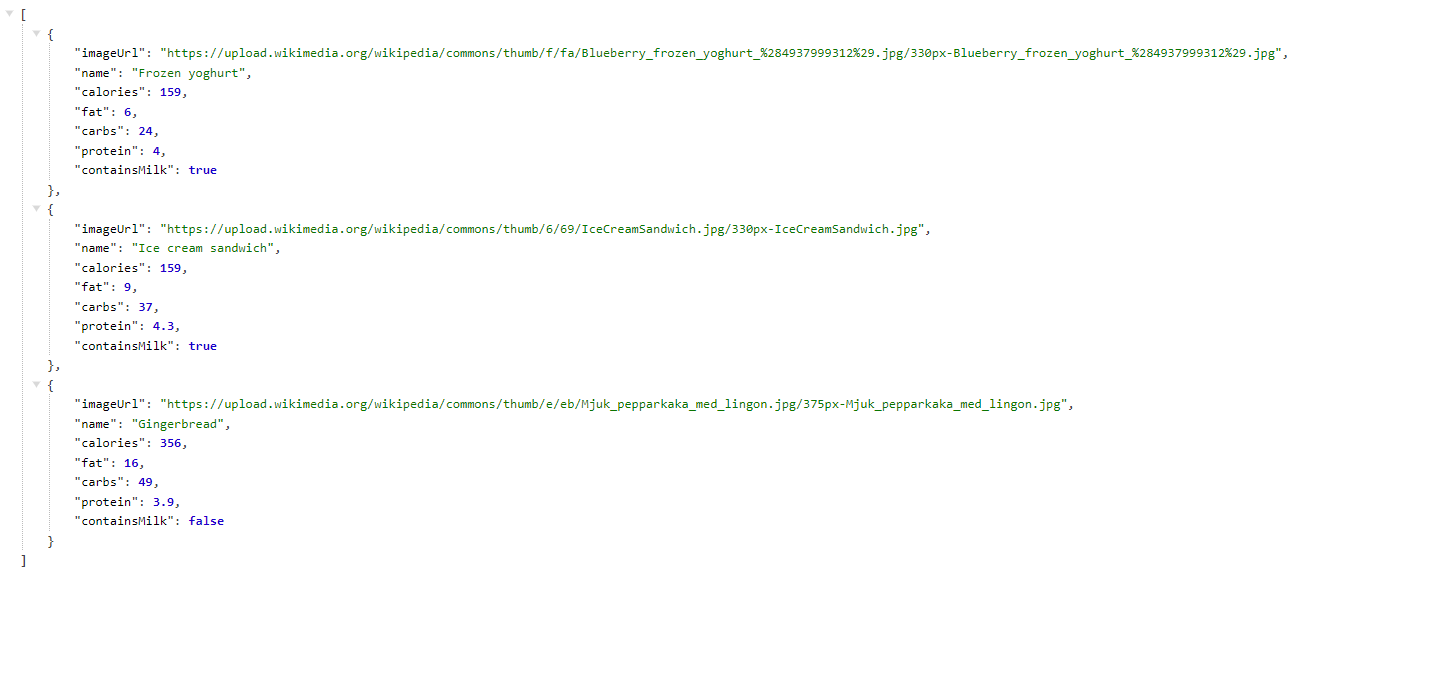 [
{
"imageUrl": "https://upload.wikimedia.org/wikipedia/commons/thumb/f/fa/Blueberry_frozen_yoghurt_%284937999312%29.jpg/330px-Blueberry_frozen_yoghurt_%284937999312%29.jpg",
"name": "Frozen yoghurt",
"calories": 159,
"fat": 6,
"carbs": 24,
"protein": 4,
"containsMilk": true
},
{
"imageUrl": "https://upload.wikimedia.org/wikipedia/commons/thumb/6/69/IceCreamSandwich.jpg/330px-IceCreamSandwich.jpg",
"name": "Ice cream sandwich",
"calories": 159,
"fat": 9,
"carbs": 37,
"protein": 4.3,
"containsMilk": true
},
{
"imageUrl": "https://upload.wikimedia.org/wikipedia/commons/thumb/e/eb/Mjuk_pepparkaka_med_lingon.jpg/375px-Mjuk_pepparkaka_med_lingon.jpg",
"name": "Gingerbread",
"calories": 356,
"fat": 16,
"carbs": 49,
"protein": 3.9,
"containsMilk": false
}
]